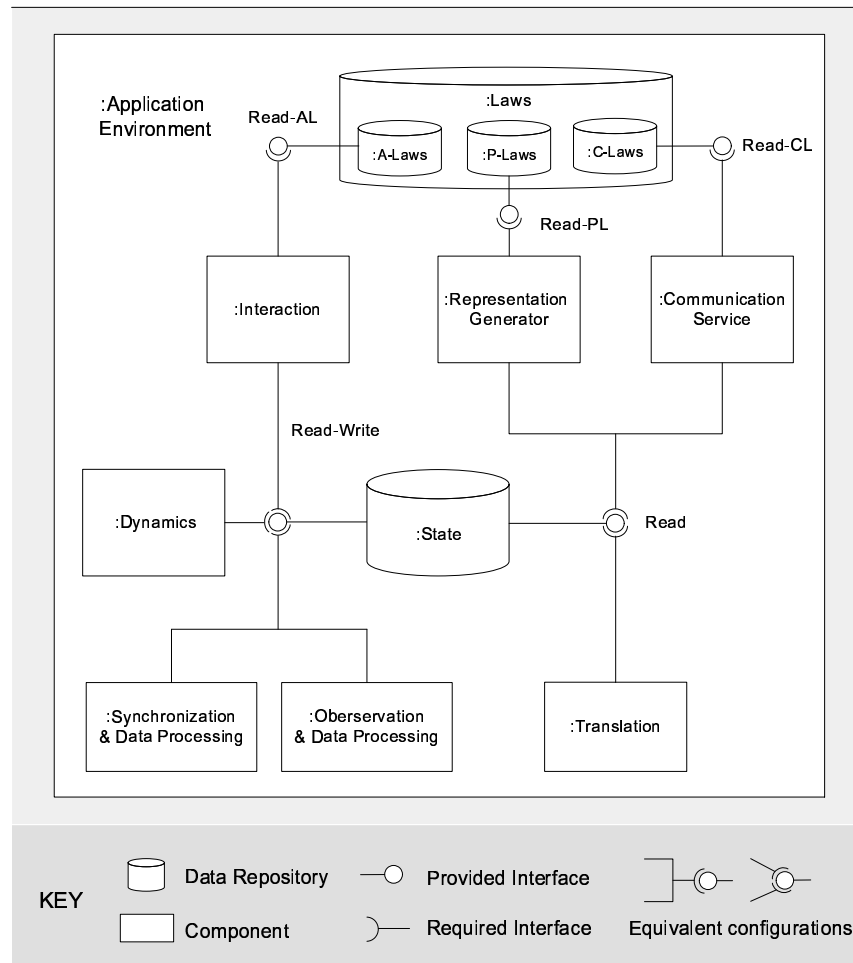 :Application
Environment
Read-AL
:Laws
:A-Laws
:P-Laws
:C-Laws
Read-CL
Read-PL
:Interaction
:Representation
Generator
:Communication
Service
Read-Write
:Dynamics
:State
Read
:Synchronization
& Data Processing
:Oberservation
& Data Processing
:Translation
KEY
Data Repository
Provided Interface
Component
Required Interface
Equivalent configurations